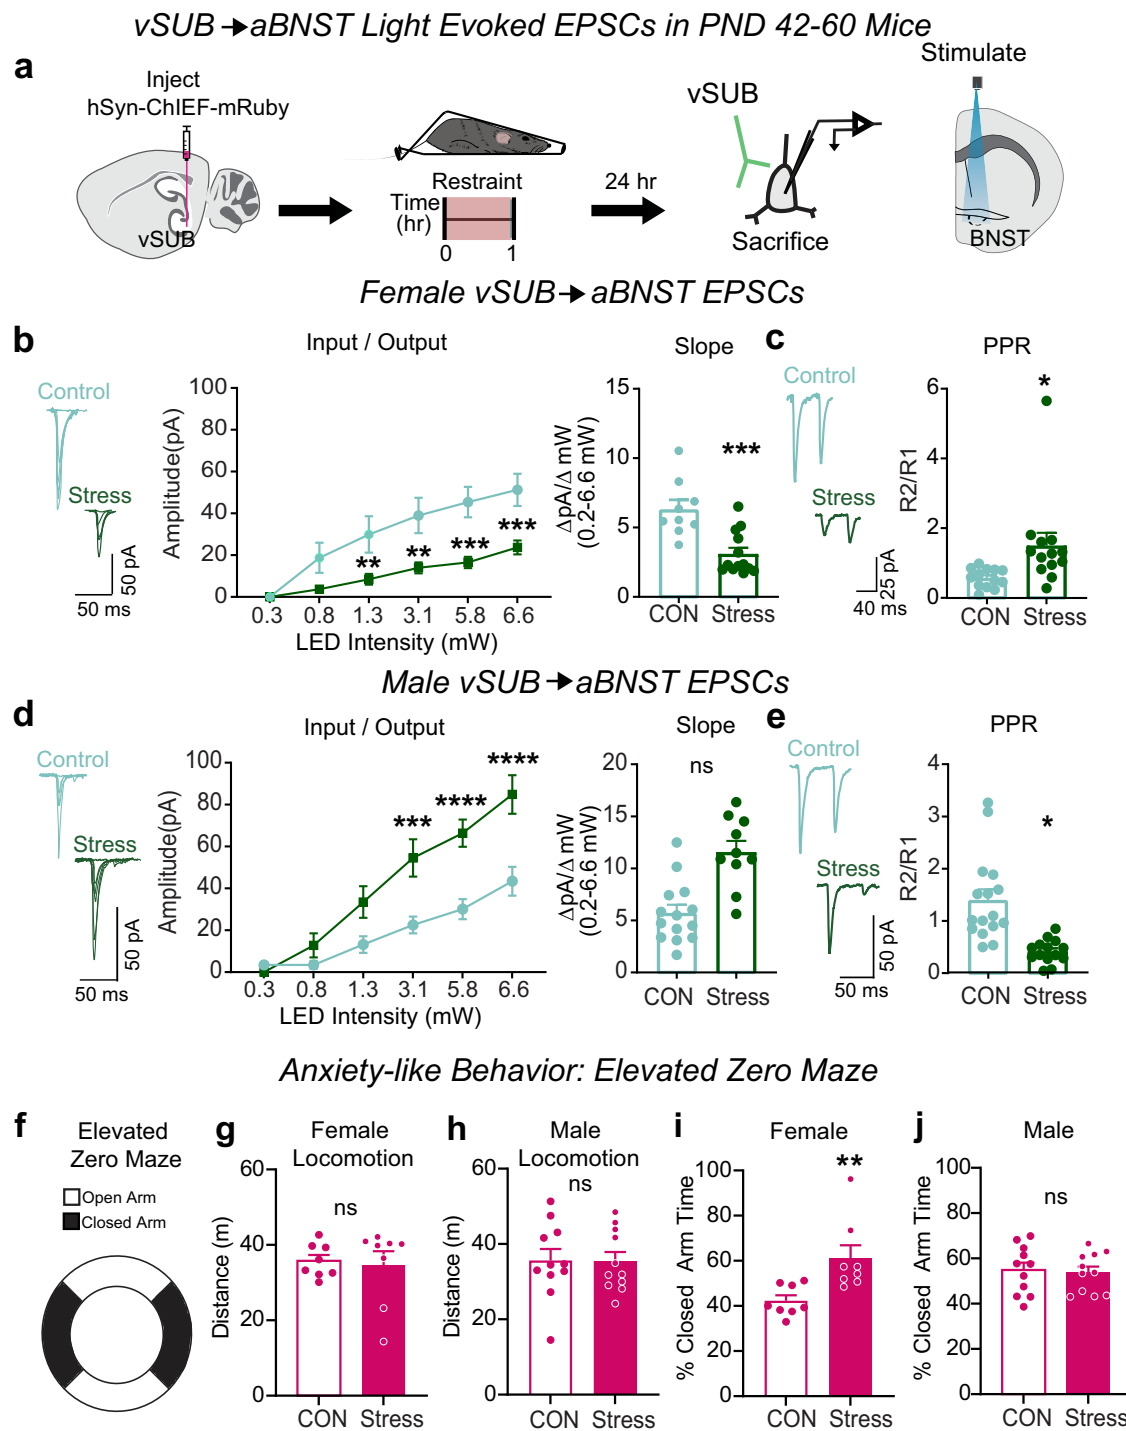 vSUB→aBNST Light Evoked EPSCs in PND 42-60 Mice
a
Inject
hSyn-ChIEF-mRuby
vSUB
Restraint
Time
(hr)
0 1
24 hr
vSUB
Sacrifice
Stimulate
BNST
Female vSUB→aBNST EPSCs
b
Control
Stress
50 pA
50 ms
Input / Output
Amplitude(pA)
100
80
60
40
20
0
** ** *** ***
0.3 0.8 1.3 3.1 5.8 6.6
LED Intensity (mW)
Slope
ΔpA/Δ mW
(0.2-6.6 mW)
15
10
5
0
***
CON Stress
c
Control
Stress
25 pA
40 ms
PPR
R2/R1
6
4
2
0
*
CON Stress
Male vSUB→aBNST EPSCs
d
Control
Stress
50 pA
50 ms
Input / Output
Amplitude(pA)
100
80
60
40
20
0
*** **** ****
0.3 0.8 1.3 3.1 5.8 6.6
LED Intensity (mW)
Slope
ΔpA/Δ mW
(0.2-6.6 mW)
20
15
10
5
0
ns
CON Stress
e
Control
Stress
50 pA
40 ms
PPR
R2/R1
4
3
2
1
0
*
CON Stress
Anxiety-like Behavior: Elevated Zero Maze
f
Elevated
Zero Maze
Open Arm
Closed Arm
g
Female
Locomotion
Distance (m)
60
40
20
0
ns
CON Stress
h
Male
Locomotion
Distance (m)
60
40
20
0
ns
CON Stress
i
Female
% Closed Arm Time
100
80
60
40
20
0
**
CON Stress
j
Male
% Closed Arm Time
100
80
60
40
20
0
ns
CON Stress